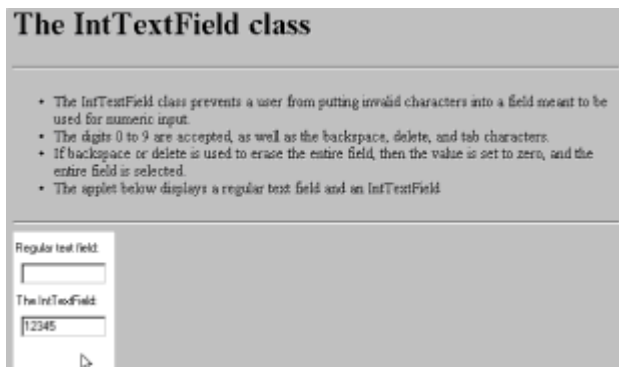 The IntTextField class
• The IntTextField class prevents a user from putting invalid characters into a field meant to be
used for numeric input.
• The digits 0 to 9 are accepted, as well as the backspace, delete, and tab characters.
• If backspace or delete is used to erase the entire field, then the value is set to zero, and the
entire field is selected.
• The applet below displays a regular text field and an IntTextField
Regular text field:
The IntTextField:
12345